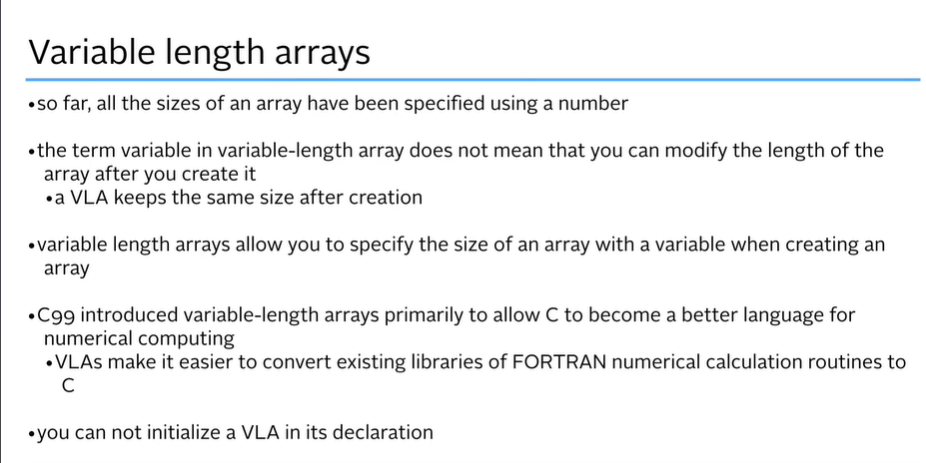 Variable length arrays
•so far, all the sizes of an array have been specified using a number
•the term variable in variable-length array does not mean that you can modify the length of the
array after you create it
•a VLA keeps the same size after creation
•variable length arrays allow you to specify the size of an array with a variable when creating an
array
•C99 introduced variable-length arrays primarily to allow C to become a better language for
numerical computing
•VLAs make it easier to convert existing libraries of FORTRAN numerical calculation routines to
C
•you can not initialize a VLA in its declaration